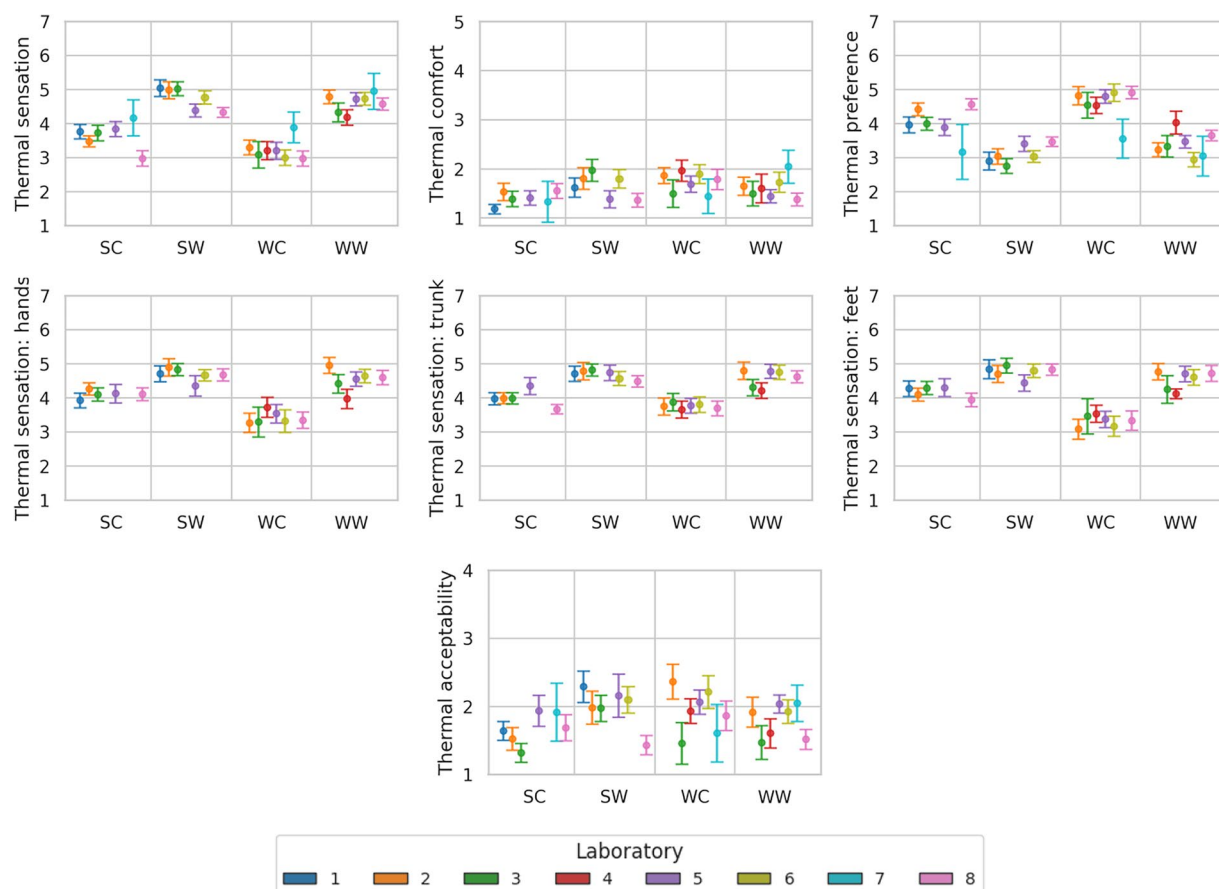 Thermal sensation
7
6
5
4
3
2
1
SC SW WC WW
Thermal comfort
5
4
3
2
1
SC SW WC WW
Thermal preference
7
6
5
4
3
2
1
SC SW WC WW
Thermal sensation: hands
7
6
5
4
3
2
1
SC SW WC WW
Thermal sensation: trunk
7
6
5
4
3
2
1
SC SW WC WW
Thermal sensation: feet
7
6
5
4
3
2
1
SC SW WC WW
Thermal acceptability
4
3
2
1
SC SW WC WW
Laboratory
1 2 3 4 5 6 7 8